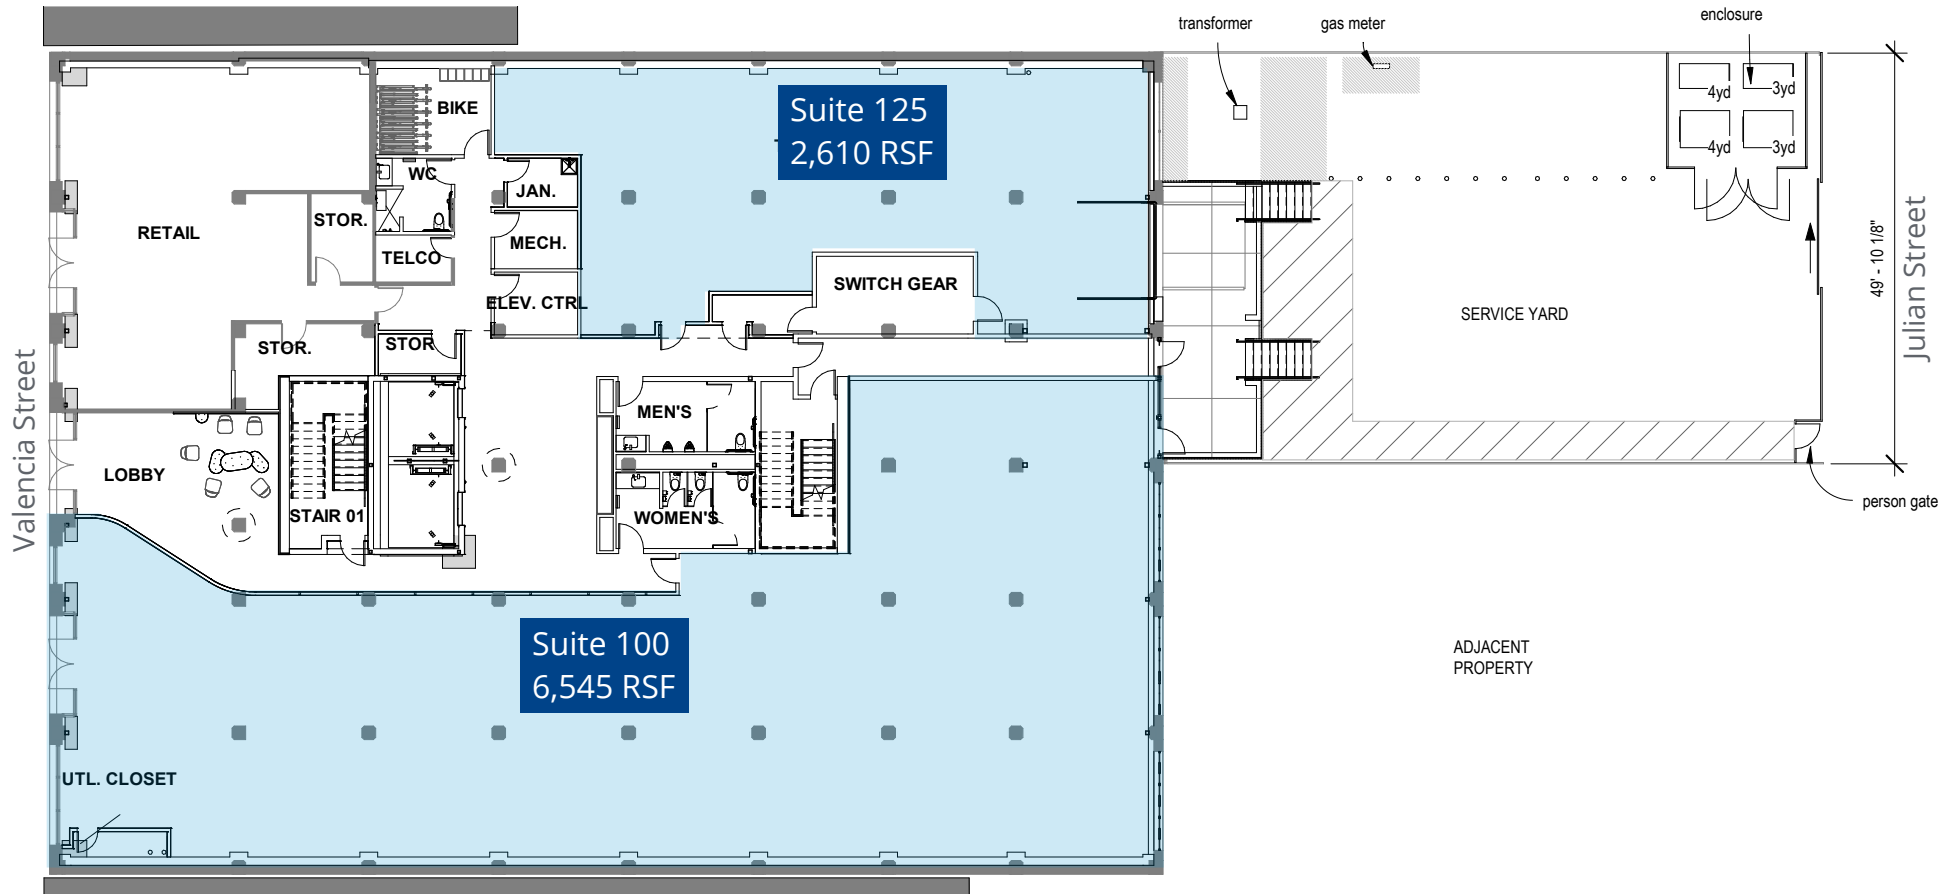 transformer
gas meter
enclosure
4yd
3yd
4yd
3yd
BIKE
Suite 125
2,610 RSF
WC
JAN.
STOR.
RETAIL
MECH.
TELCO
SWITCH GEAR
ELEV. CTRL
SERVICE YARD
49' - 10 1/8"
Julian Street
STOR.
STOR
Valencia Street
MEN'S
LOBBY
STAIR 01
WOMEN'S
person gate
Suite 100
6,545 RSF
ADJACENT
PROPERTY
UTL. CLOSET